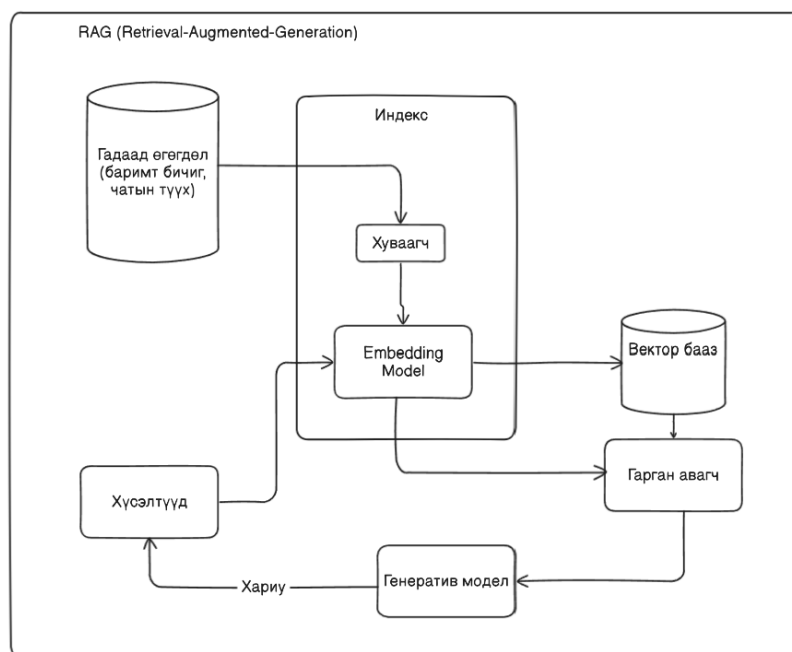 RAG (Retrieval-Augmented-Generation)
Гадаад өгөгдөл
(баримт бичиг,
чатын түүх)
Индекс
Хуваагч
Embedding
Model
Вектор бааз
Хүсэлтүүд
Гарган авагч
Хариу
Генератив модел